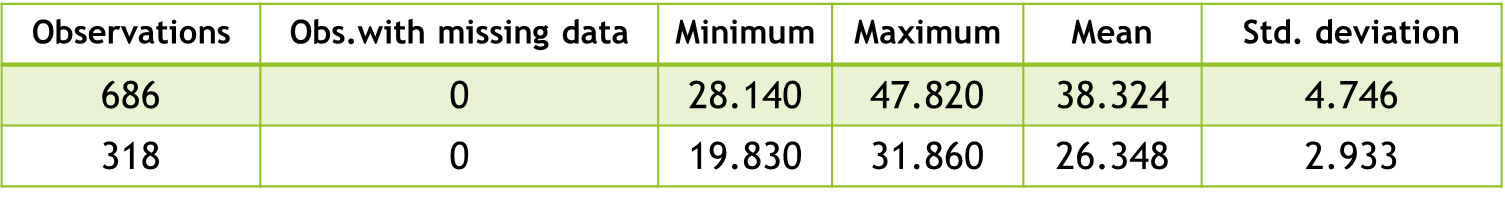 Observations Obs.with missing data Minimum Maximum Mean Std. deviation
686 0 28.140 47.820 38.324 4.746
318 0 19.830 31.860 26.348 2.933